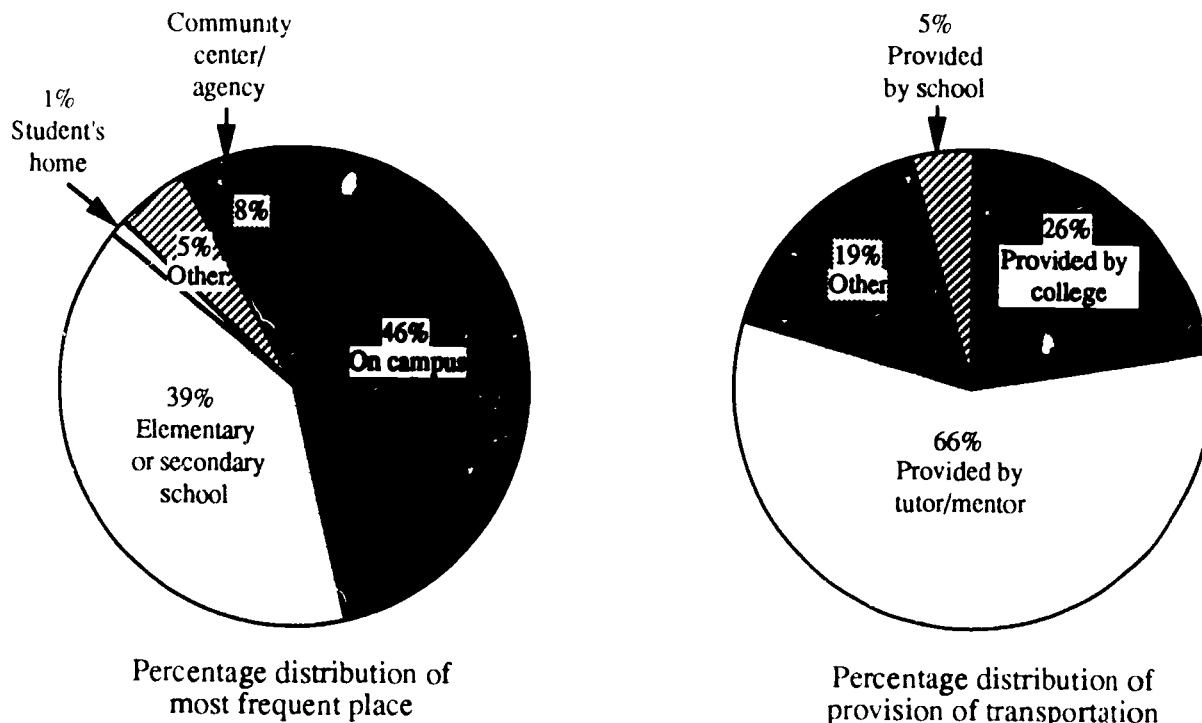 Community
center/
agency
1%
Student's
home
8%
5%
Other
46%
On campus
39%
Elementary
or secondary
school
Percentage distribution of
most frequent place
5%
Provided
by school
19%
Other
26%
Provided by
college
66%
Provided by
tutor/mentor
Percentage distribution of
provision of transportation